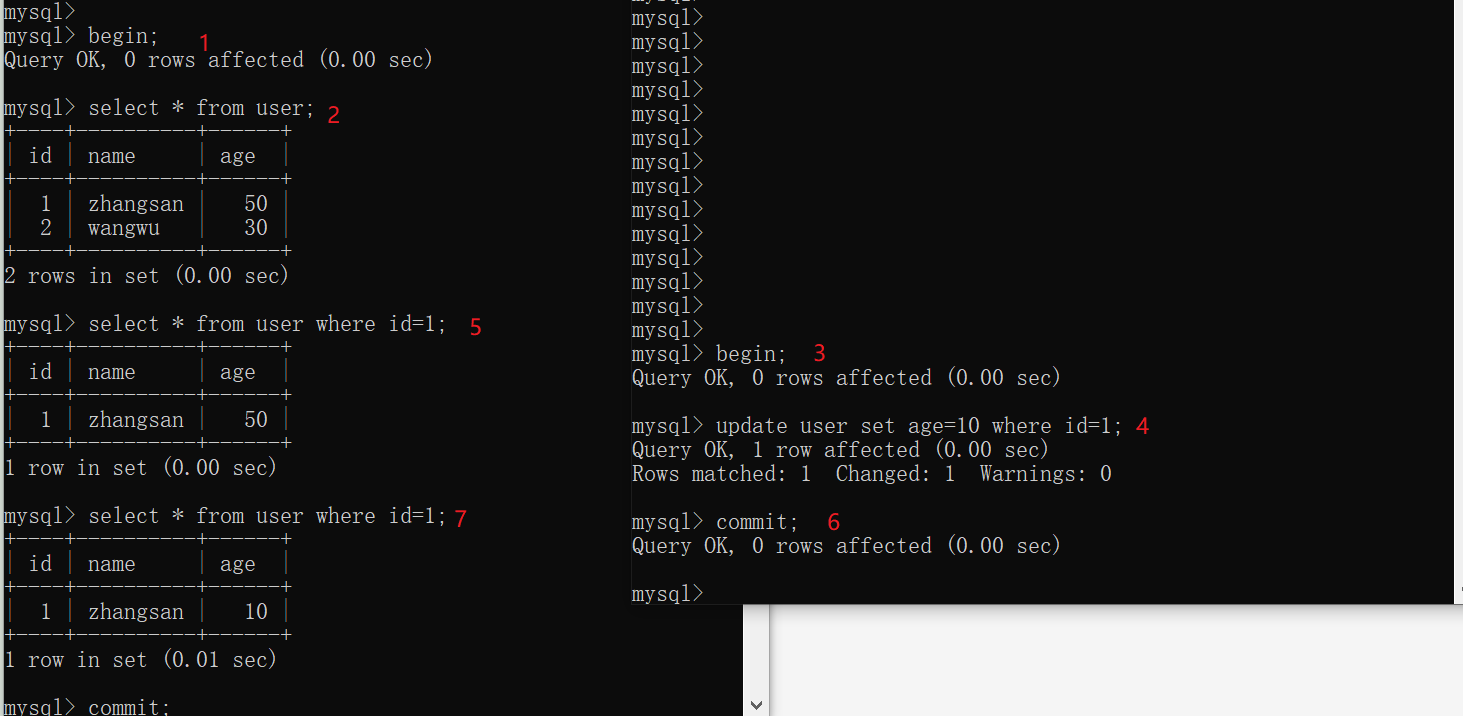 mysql>
mysql> begin; 1
Query OK, 0 rows affected (0.00 sec)
mysql> select * from user; 2
+----+----------+------+
| id | name     | age  |
+----+----------+------+
|  1 | zhangsan |   50 |
|  2 | wangwu   |   30 |
+----+----------+------+
2 rows in set (0.00 sec)
mysql> select * from user where id=1; 5
+----+----------+------+
| id | name     | age  |
+----+----------+------+
|  1 | zhangsan |   50 |
+----+----------+------+
1 row in set (0.00 sec)
mysql> select * from user where id=1; 7
+----+----------+------+
| id | name     | age  |
+----+----------+------+
|  1 | zhangsan |   10 |
+----+----------+------+
1 row in set (0.01 sec)
mysql> commit;
mysql>
mysql>
mysql>
mysql>
mysql>
mysql>
mysql>
mysql>
mysql>
mysql>
mysql>
mysql>
mysql>
mysql>
mysql> begin; 3
Query OK, 0 rows affected (0.00 sec)
mysql> update user set age=10 where id=1; 4
Query OK, 1 row affected (0.00 sec)
Rows matched: 1  Changed: 1  Warnings: 0
mysql> commit; 6
Query OK, 0 rows affected (0.00 sec)
mysql>